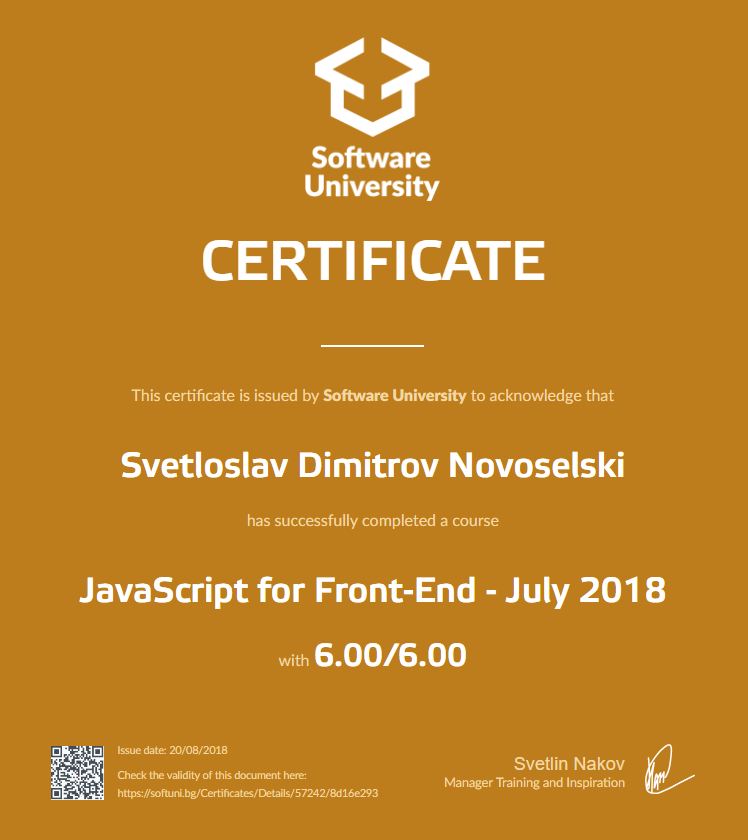 Software
University
CERTIFICATE
This certificate is issued by Software University to acknowledge that
Svetloslav Dimitrov Novoselski
has successfully completed a course
JavaScript for Front-End - July 2018
with 6.00/6.00
Issue date: 20/08/2018
Check the validity of this document here:
https://softuni.bg/Certificates/Details/57242/8d16e293
Svetlin Nakov
Manager Training and Inspiration